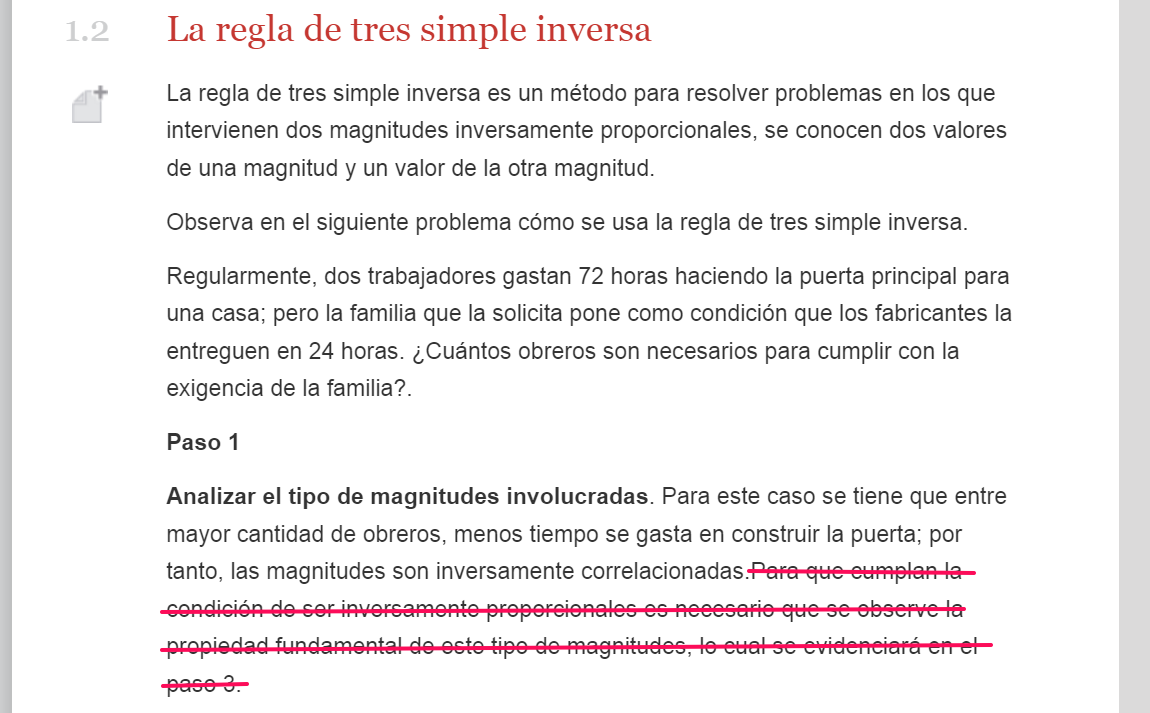 1.2 La regla de tres simple inversa
La regla de tres simple inversa es un método para resolver problemas en los que
intervienen dos magnitudes inversamente proporcionales, se conocen dos valores
de una magnitud y un valor de la otra magnitud.
Observa en el siguiente problema cómo se usa la regla de tres simple inversa.
Regularmente, dos trabajadores gastan 72 horas haciendo la puerta principal para
una casa; pero la familia que la solicita pone como condición que los fabricantes la
entreguen en 24 horas. ¿Cuántos obreros son necesarios para cumplir con la
exigencia de la familia?.
Paso 1
Analizar el tipo de magnitudes involucradas. Para este caso se tiene que entre
mayor cantidad de obreros, menos tiempo se gasta en construir la puerta; por
tanto, las magnitudes son inversamente correlacionadas.Para que cumplan la
condición de ser inversamente proporcionales es necesario que se observe la
propiedad fundamental de este tipo de magnitudes, lo cual se evidenciará en el
paso 3.